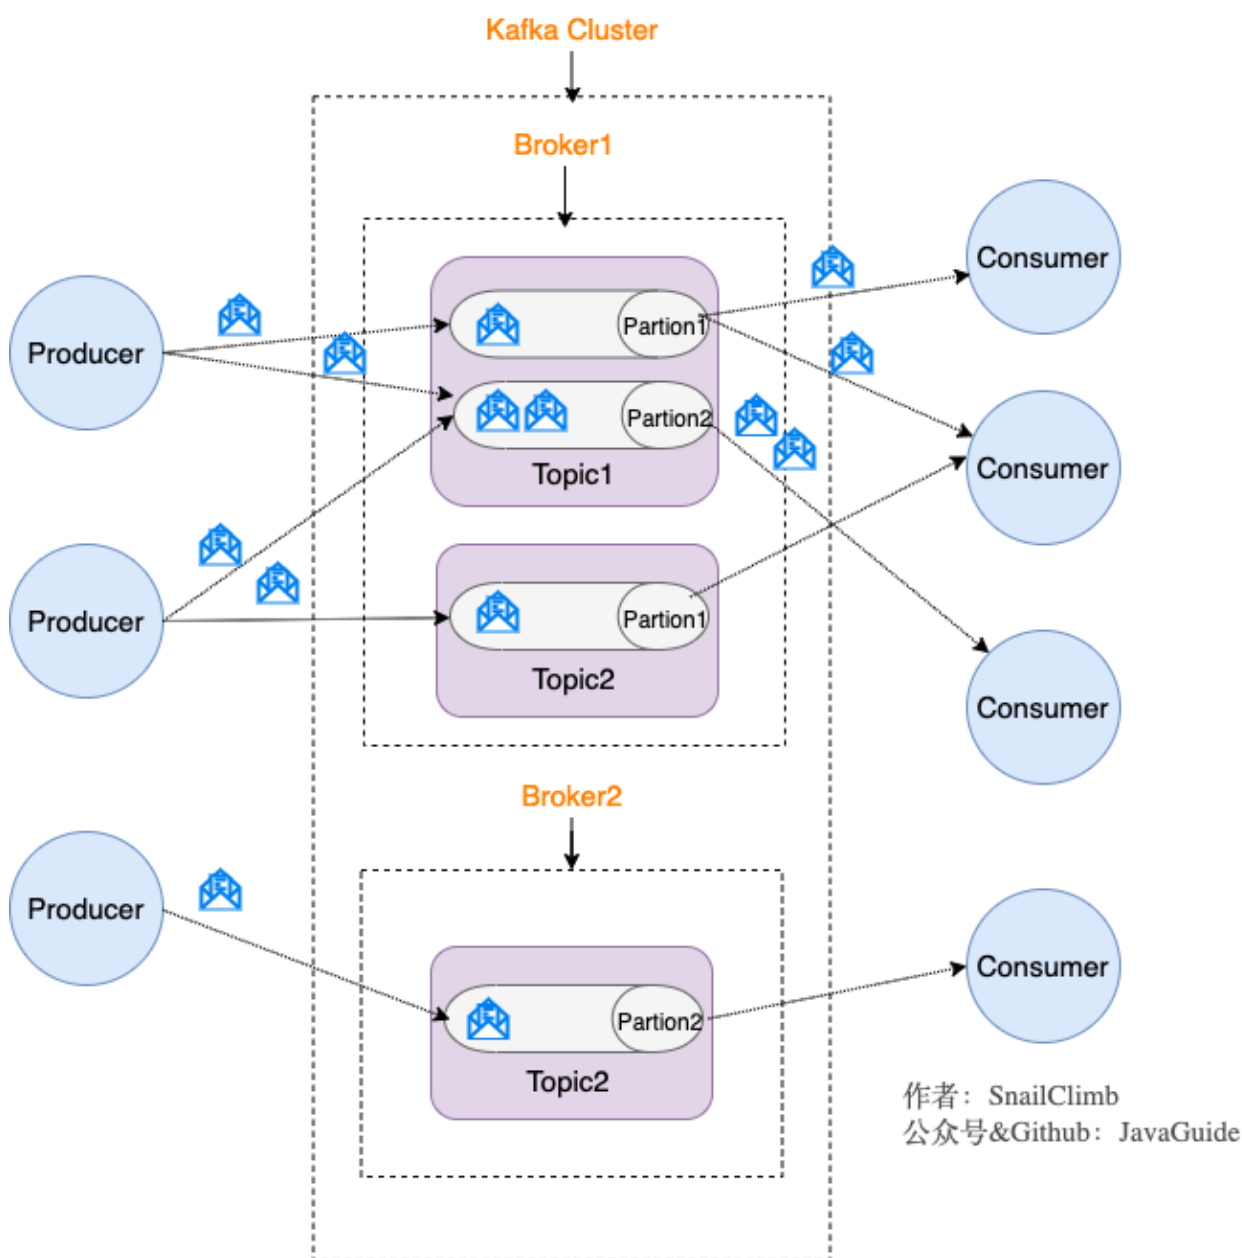 Kafka Cluster
Broker1
Producer
Partion1
Partion2
Topic1
Consumer
Consumer
Producer
Partion1
Topic2
Consumer
Broker2
Producer
Partion2
Topic2
Consumer
作者：SnailClimb
公众号&Github：JavaGuide